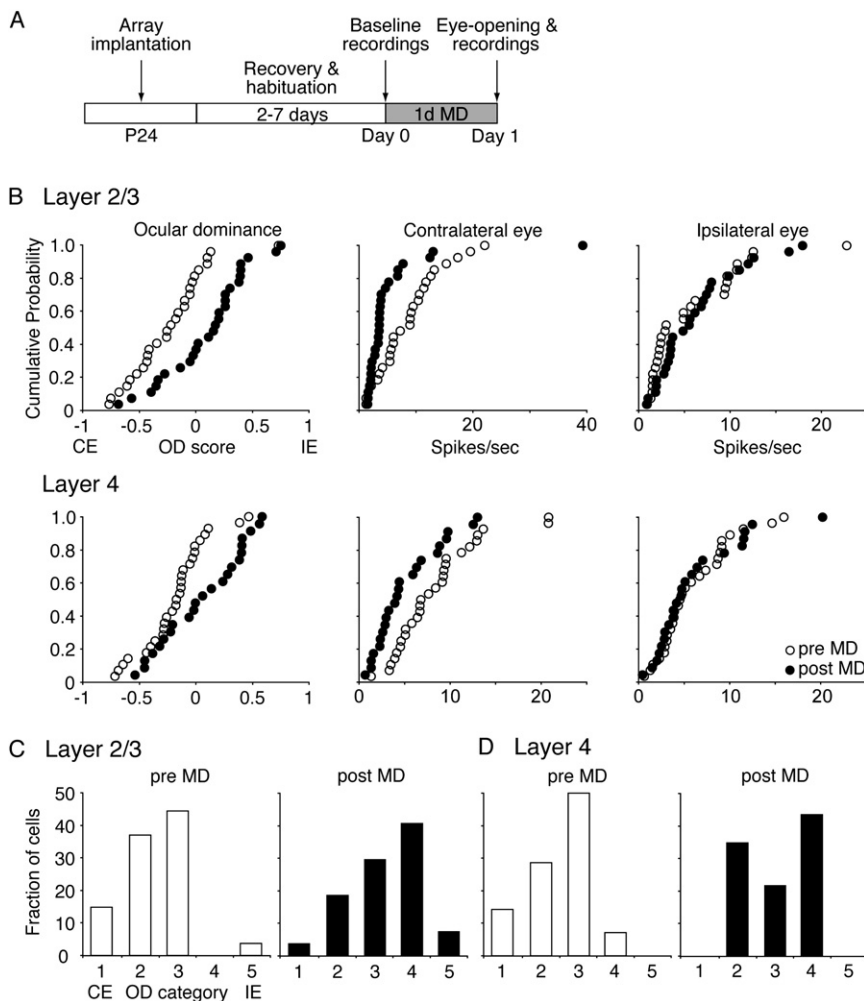 A
Array implantation
Baseline recordings
Eye-opening & recordings
Recovery & habituation
2-7 days
1d MD
P24
Day 0
Day 1
B Layer 2/3
Ocular dominance
Contralateral eye
Ipsilateral eye
Cumulative Probability
1.0
0.8
0.6
0.4
0.2
0
-1 -0.5 0 0.5 1
CE OD score IE
0 20 40
Spikes/sec
0 10 20
Spikes/sec
Layer 4
1.0
0.8
0.6
0.4
0.2
0
-1 -0.5 0 0.5 1
0 10 20
0 10 20
pre MD
post MD
C Layer 2/3
D Layer 4
pre MD
post MD
pre MD
post MD
Fraction of cells
50
40
30
20
10
0
1 2 3 4 5
CE OD category IE
1 2 3 4 5
1 2 3 4 5
1 2 3 4 5